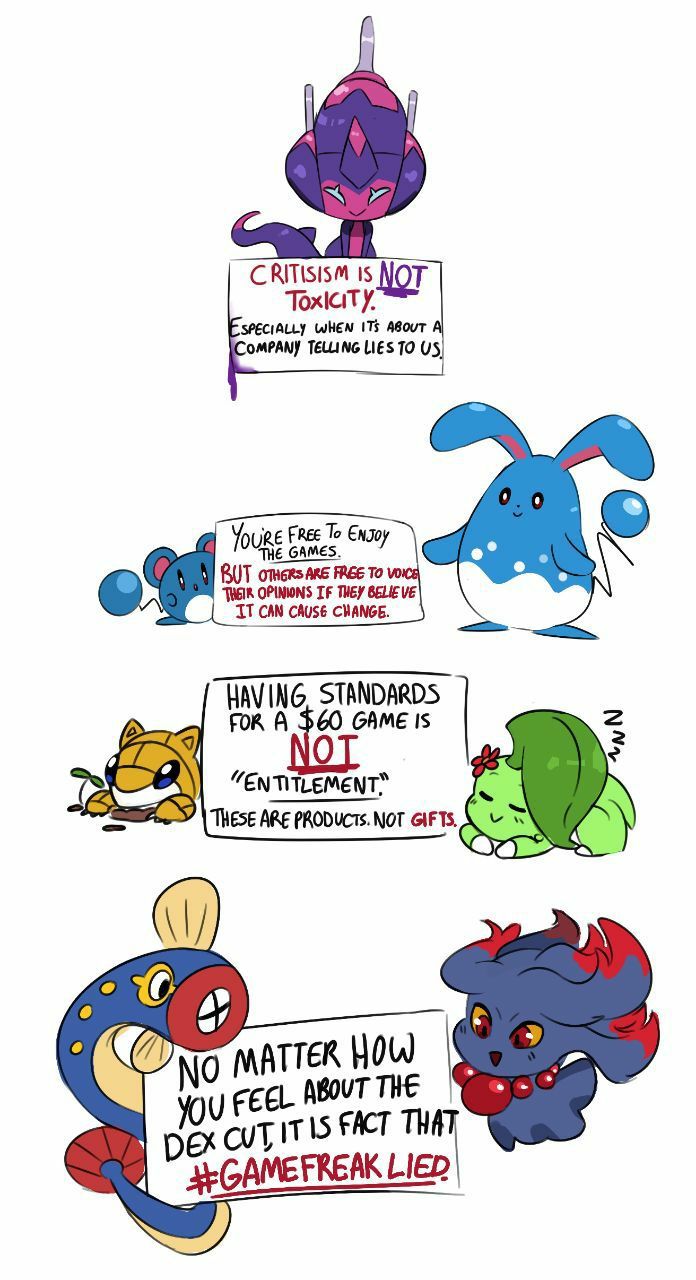 CRITISISM IS NOT
TOXICITY.
ESPECIALLY WHEN IT'S ABOUT A
COMPANY TELLING LIES TO US.
YOU'RE FREE TO ENJOY
THE GAMES.
BUT OTHERS ARE FREE TO VOICE
THEIR OPINIONS IF THEY BELIEVE
IT CAN CAUSE CHANGE.
HAVING STANDARDS
FOR A $60 GAME IS
NOT
"ENTITLEMENT."
THESE ARE PRODUCTS. NOT GIFTS.
Z
Z
Z
NO MATTER HOW
YOU FEEL ABOUT THE
DEX CUT, IT IS FACT THAT
#GAMEFREAK LIED.